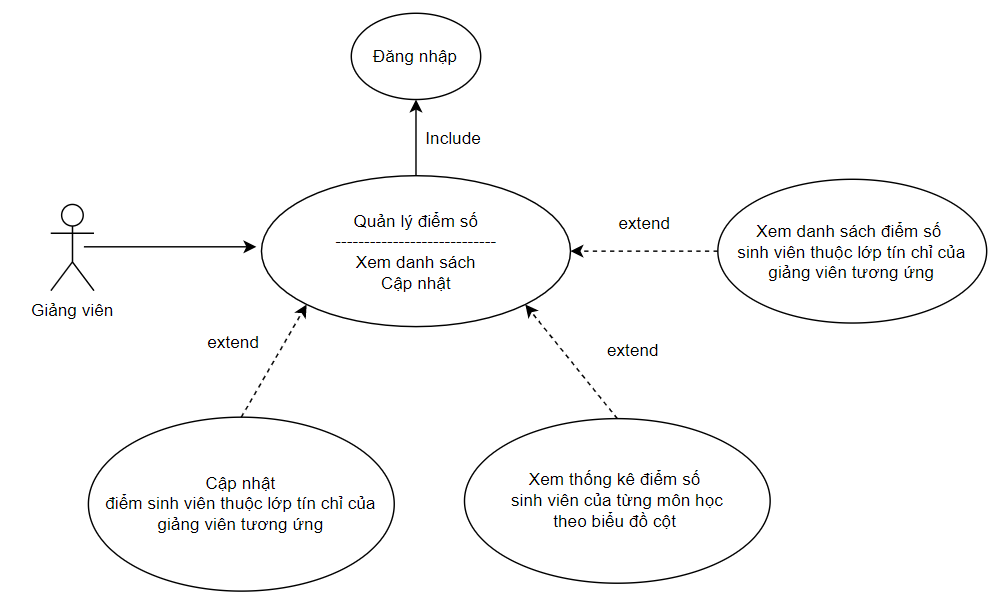 Đăng nhập
Include
Quản lý điểm số
----------------------------
Xem danh sách
Cập nhật
extend
Xem danh sách điểm số
sinh viên thuộc lớp tín chỉ của
giảng viên tương ứng
Giảng viên
extend
extend
Cập nhật
điểm sinh viên thuộc lớp tín chỉ của
giảng viên tương ứng
Xem thống kê điểm số
sinh viên của từng môn học
theo biểu đồ cột